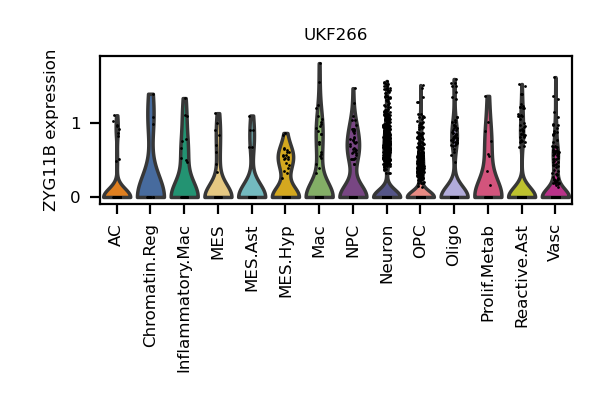 UKF266
ZYG11B expression
1
0
AC
Chromatin.Reg
Inflammatory.Mac
MES
MES.Ast
MES.Hyp
Mac
NPC
Neuron
OPC
Oligo
Prolif.Metab
Reactive.Ast
Vasc